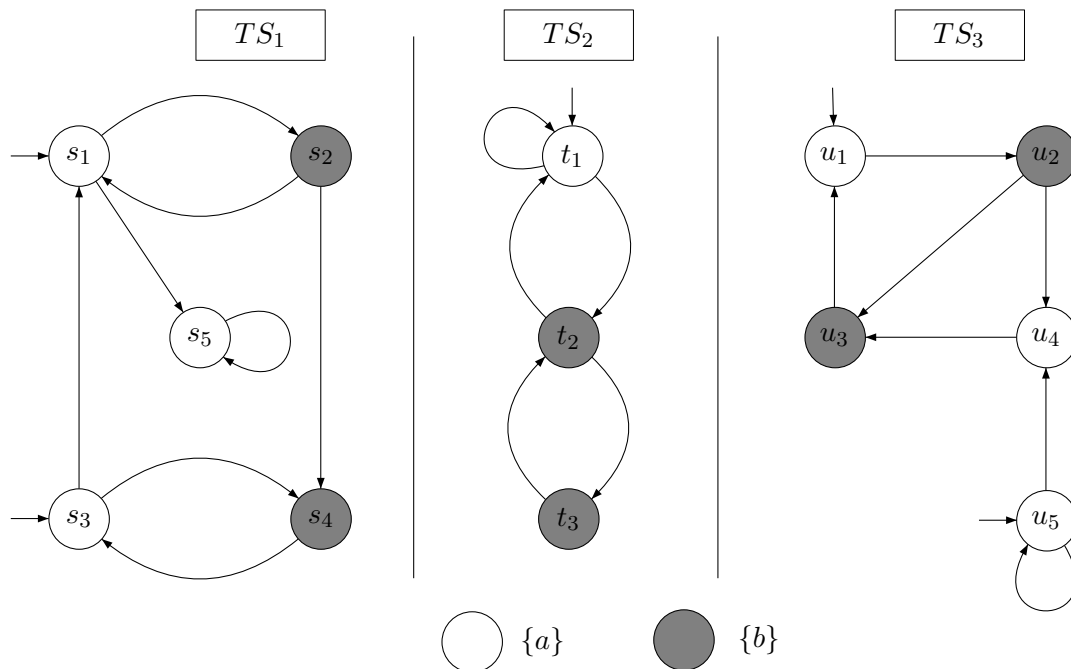 TS₁ TS₂ TS₃
s₁ s₂ t₁ u₁ u₂
s₅ t₂ u₃ u₄
s₃ s₄ t₃ u₅
{a} {b}